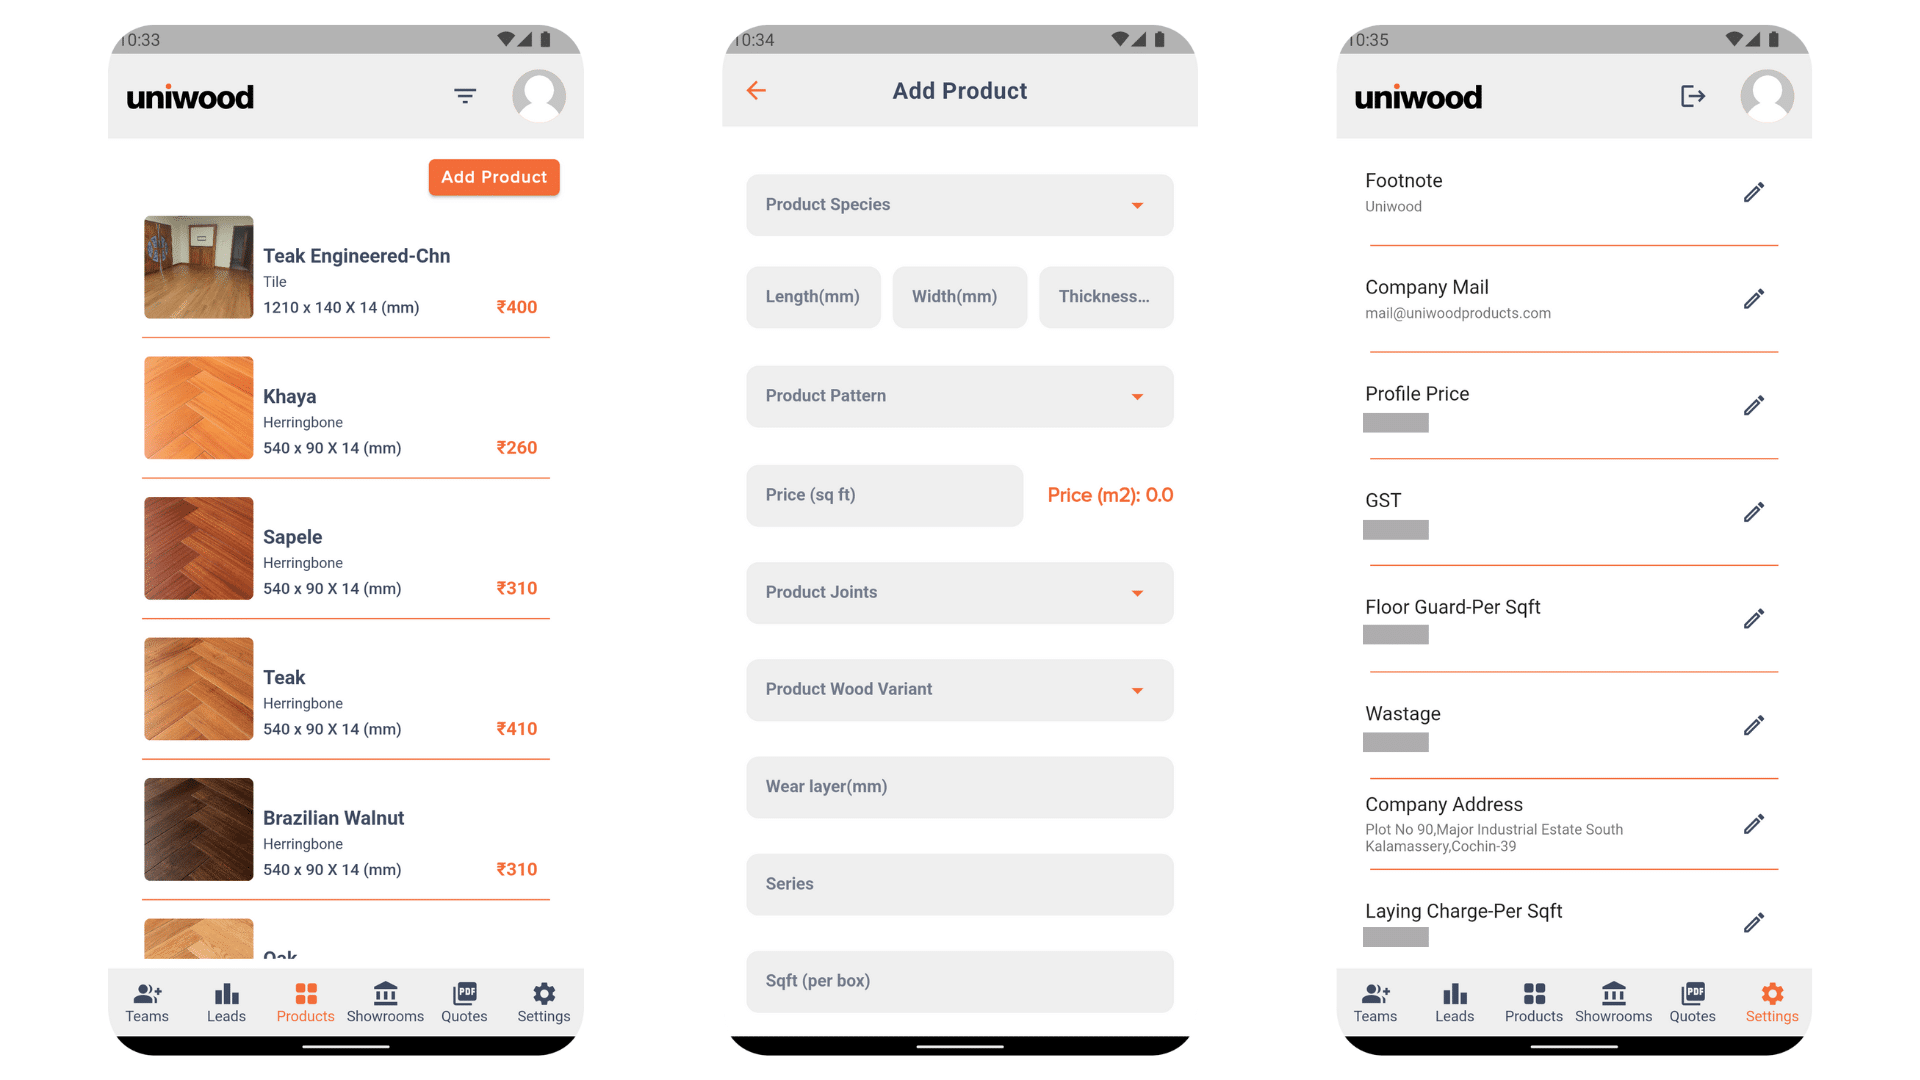 10:33
uniwood
Add Product
Teak Engineered-Chn
Tile
1210 x 140 X 14 (mm)
₹400
Khaya
Herringbone
540 x 90 X 14 (mm)
₹260
Sapele
Herringbone
540 x 90 X 14 (mm)
₹310
Teak
Herringbone
540 x 90 X 14 (mm)
₹410
Brazilian Walnut
Herringbone
540 x 90 X 14 (mm)
₹310
Oak
Teams
Leads
Products
Showrooms
PDF
Quotes
Settings
10:34
Add Product
Product Species
Length(mm)
Width(mm)
Thickness...
Product Pattern
Price (sq ft)
Price (m2): 0.0
Product Joints
Product Wood Variant
Wear layer(mm)
Series
Sqft (per box)
10:35
uniwood
Footnote
Uniwood
Company Mail
mail@uniwoodproducts.com
Profile Price
GST
Floor Guard-Per Sqft
Wastage
Company Address
Plot No 90,Major Industrial Estate South
Kalamassery,Cochin-39
Laying Charge-Per Sqft
Teams
Leads
Products
Showrooms
PDF
Quotes
Settings